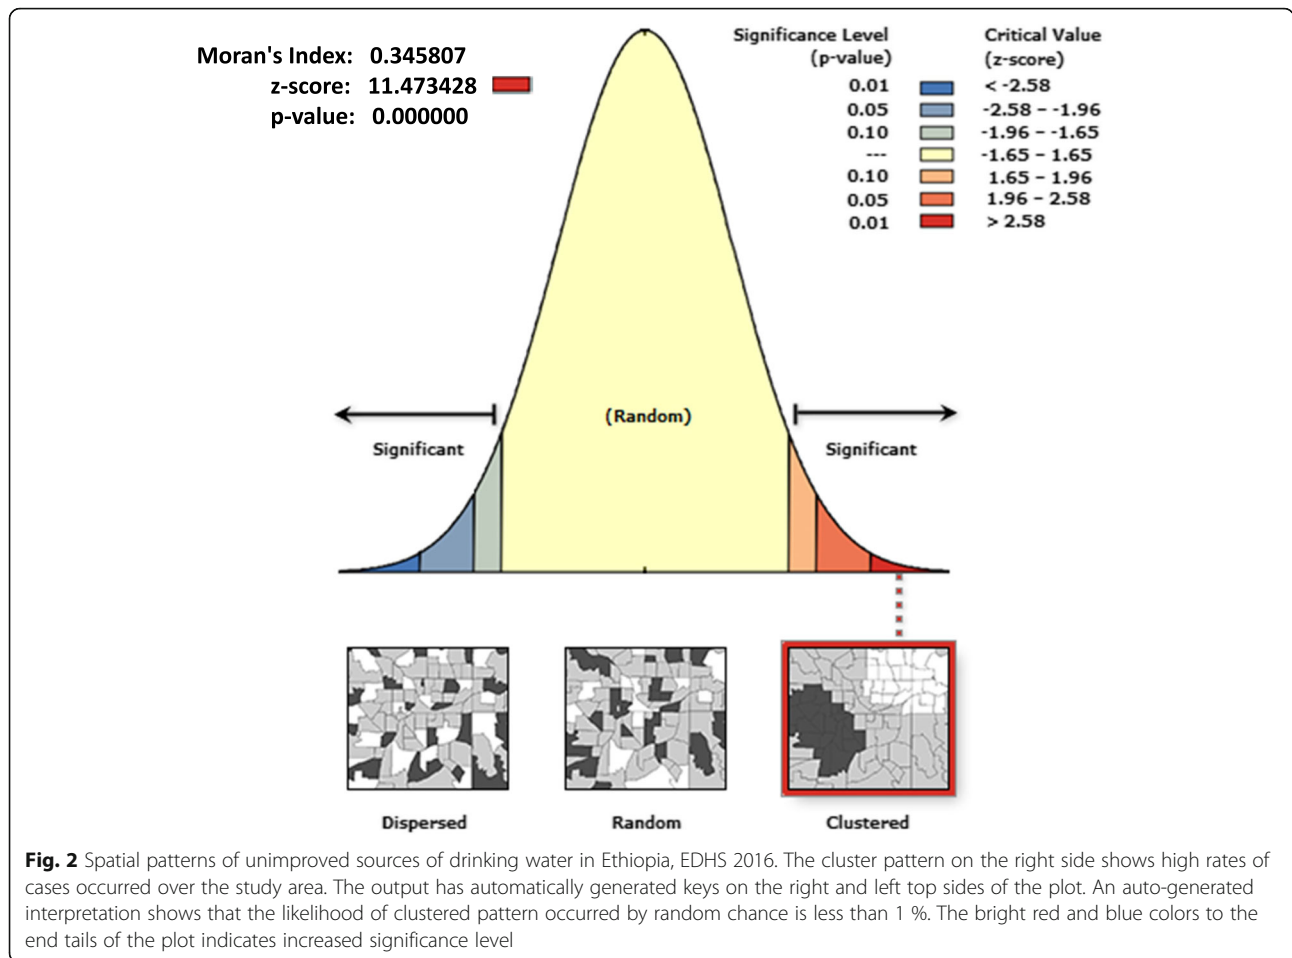 Moran's Index: 0.345807
z-score: 11.473428
p-value: 0.000000
Significance Level Critical Value
(p-value) (z-score)
0.01 < -2.58
0.05 -2.58 – -1.96
0.10 -1.96 – -1.65
--- -1.65 – 1.65
0.10 1.65 – 1.96
0.05 1.96 – 2.58
0.01 > 2.58
(Random)
Significant Significant
Dispersed Random Clustered
Fig. 2 Spatial patterns of unimproved sources of drinking water in Ethiopia, EDHS 2016. The cluster pattern on the right side shows high rates of
cases occurred over the study area. The output has automatically generated keys on the right and left top sides of the plot. An auto-generated
interpretation shows that the likelihood of clustered pattern occurred by random chance is less than 1 %. The bright red and blue colors to the
end tails of the plot indicates increased significance level